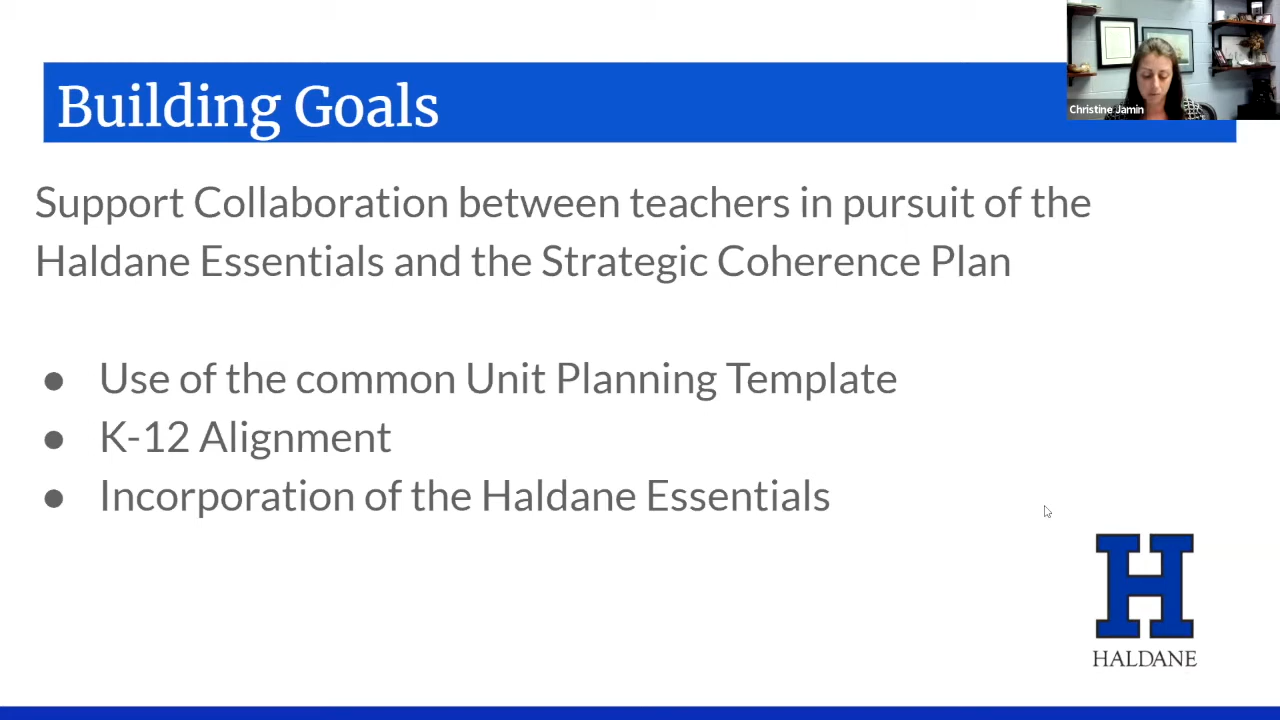 Building Goals
Christine Jamin
Support Collaboration between teachers in pursuit of the
Haldane Essentials and the Strategic Coherence Plan
● Use of the common Unit Planning Template
● K-12 Alignment
● Incorporation of the Haldane Essentials
H
HALDANE